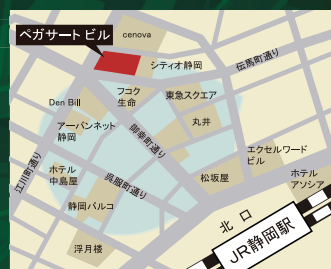 ペガサート ビル
cenova
シティオ静岡
伝馬町通り
フコク
生命
東急スクエア
Den Bill
丸井
アーバンネット
静岡
御幸町通り
エクセルワード
ビル
江川町通り
ホテル
中島屋
呉服町通り
松坂屋
ホテル
アソシア
静岡パルコ
北 口
浮月楼
JR静岡駅